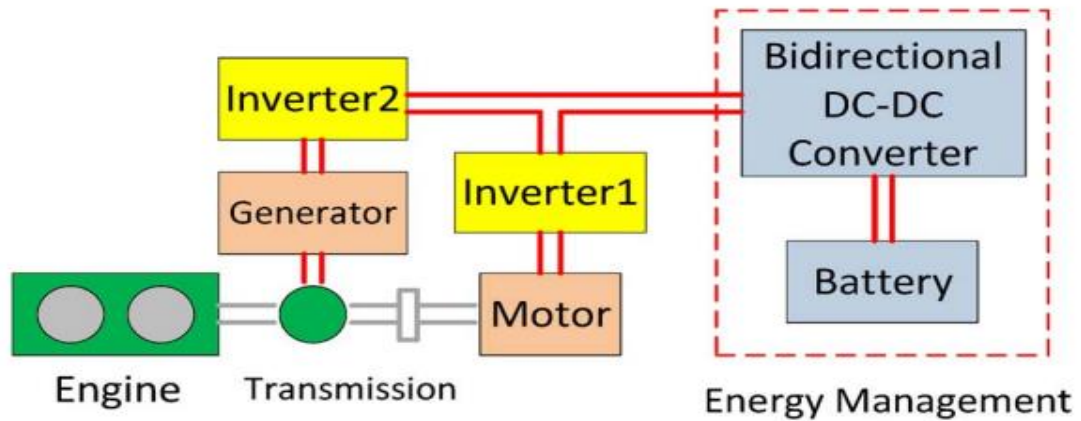 Inverter2
Generator
Engine
Transmission
Inverter1
Motor
Bidirectional
DC-DC
Converter
Battery
Energy Management